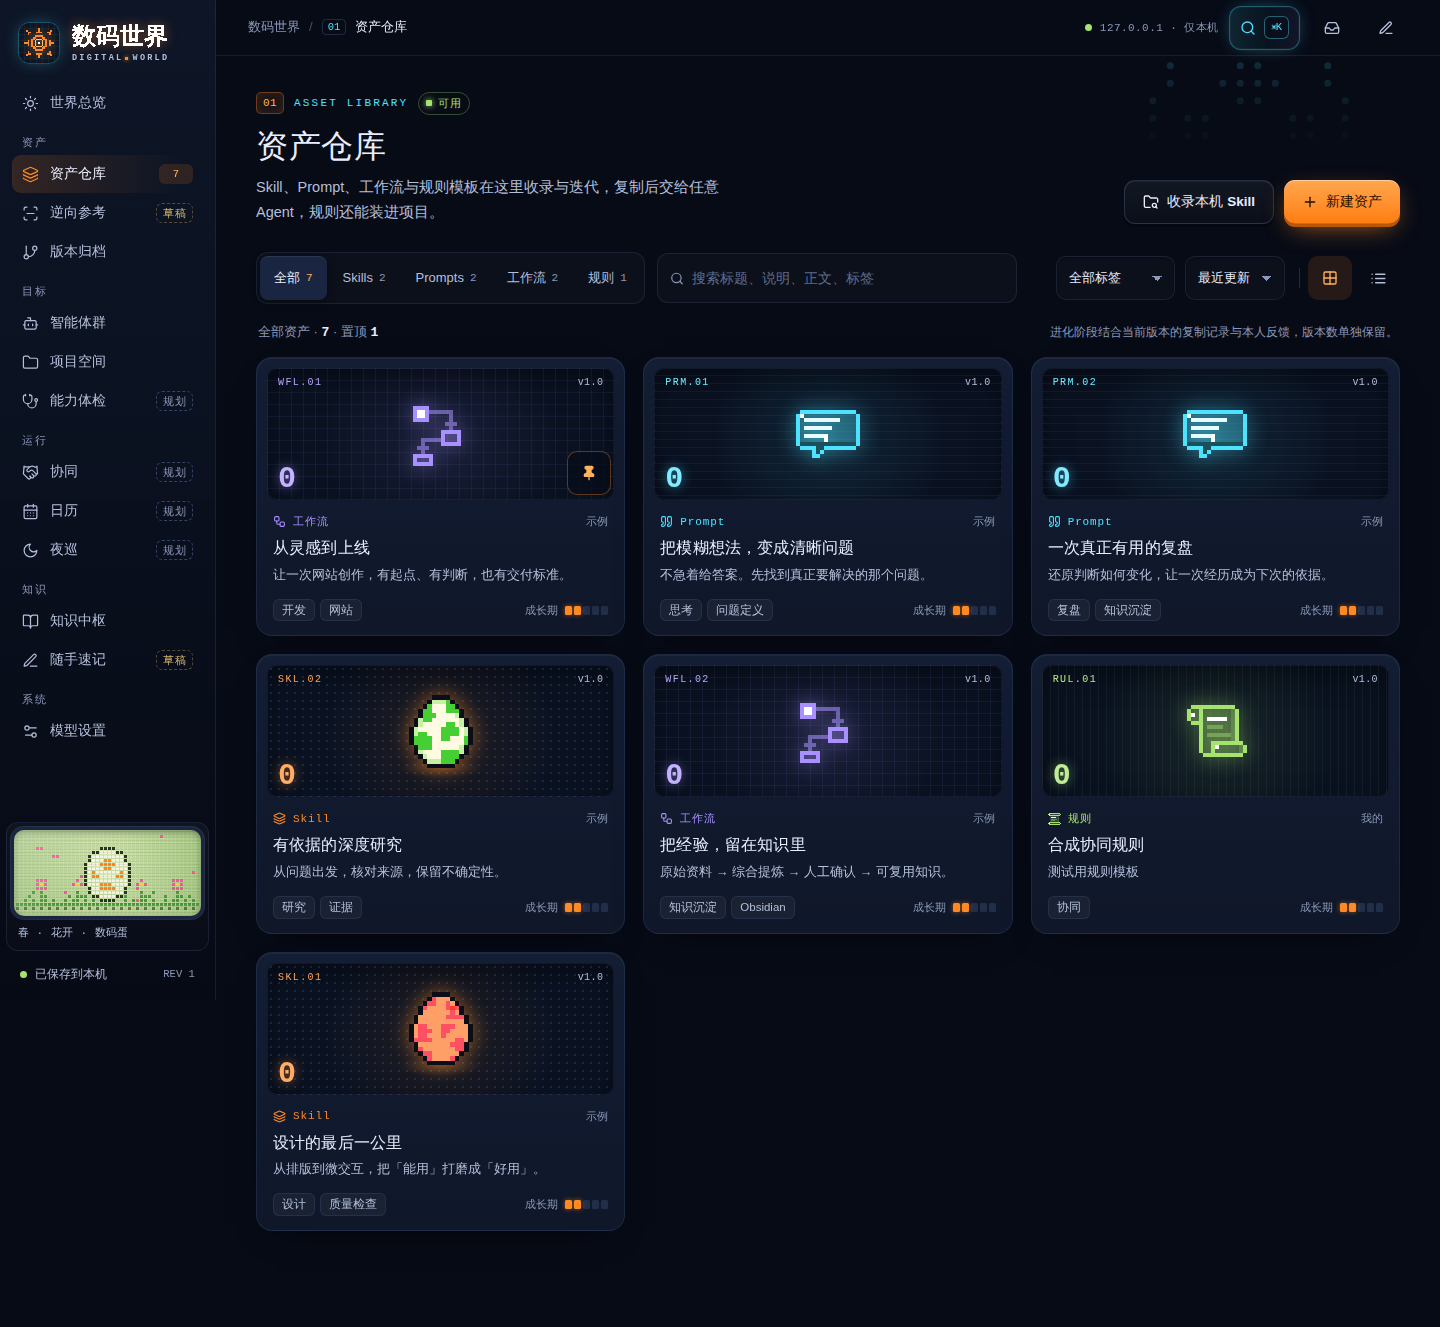 数码世界
DIGITAL WORLD
世界总览
资产
资产仓库 7
逆向参考 草稿
版本归档
目标
智能体群
项目空间
能力体检 规划
运行
协同 规划
日历 规划
夜巡 规划
知识
知识中枢
随手速记 草稿
系统
模型设置
春 · 花开 · 数码蛋
已保存到本机 REV 1
数码世界 / 01 资产仓库
127.0.0.1 · 仅本机
⌘K
01 ASSET LIBRARY 可用
资产仓库
Skill、Prompt、工作流与规则模板在这里收录与迭代，复制后交给任意
Agent，规则还能装进项目。
收录本机 Skill
新建资产
全部 7 Skills 2 Prompts 2 工作流 2 规则 1
搜索标题、说明、正文、标签
全部标签
最近更新
全部资产 · 7 · 置顶 1
进化阶段结合当前版本的复制记录与本人反馈，版本数单独保留。
WFL.01 v1.0
0
工作流 示例
从灵感到上线
让一次网站创作，有起点、有判断，也有交付标准。
开发 网站 成长期
PRM.01 v1.0
0
Prompt 示例
把模糊想法，变成清晰问题
不急着给答案。先找到真正要解决的那个问题。
思考 问题定义 成长期
PRM.02 v1.0
0
Prompt 示例
一次真正有用的复盘
还原判断如何变化，让一次经历成为下次的依据。
复盘 知识沉淀 成长期
SKL.02 v1.0
0
Skill 示例
有依据的深度研究
从问题出发，核对来源，保留不确定性。
研究 证据 成长期
WFL.02 v1.0
0
工作流 示例
把经验，留在知识里
原始资料 → 综合提炼 → 人工确认 → 可复用知识。
知识沉淀 Obsidian 成长期
RUL.01 v1.0
0
规则 我的
合成协同规则
测试用规则模板
协同 成长期
SKL.01 v1.0
0
Skill 示例
设计的最后一公里
从排版到微交互，把「能用」打磨成「好用」。
设计 质量检查 成长期